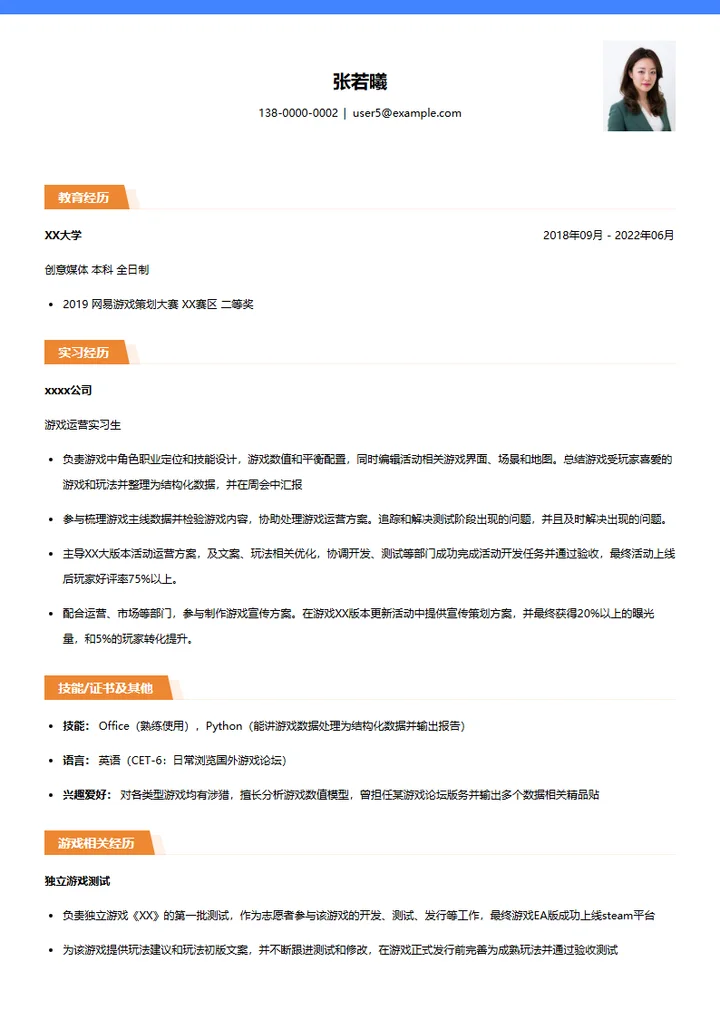 张若曦
138-0000-0002 | user5@example.com
教育经历
XX大学 2018年09月 - 2022年06月
创意媒体 本科 全日制
• 2019 网易游戏策划大赛 XX赛区 二等奖
实习经历
xxxx公司
游戏运营实习生
• 负责游戏中角色职业定位和技能设计，游戏数值和平衡配置，同时编辑活动相关游戏界面、场景和地图。总结游戏受玩家喜爱的
游戏和玩法并整理为结构化数据，并在周会中汇报
• 参与梳理游戏主线数据并检验游戏内容，协助处理游戏运营方案。追踪和解决测试阶段出现的问题，并且及时解决出现的问题。
• 主导XX大版本活动运营方案，及文案、玩法相关优化，协调开发、测试等部门成功完成活动开发任务并通过验收，最终活动上线
后玩家好评率75%以上。
• 配合运营、市场等部门，参与制作游戏宣传方案。在游戏XX版本更新活动中提供宣传策划方案，并最终获得20%以上的曝光
量，和5%的玩家转化提升。
技能/证书及其他
• 技能： Office（熟练使用），Python（能讲游戏数据处理为结构化数据并输出报告）
• 语言： 英语（CET-6：日常浏览国外游戏论坛）
• 兴趣爱好： 对各类型游戏均有涉猎，擅长分析游戏数值模型，曾担任某游戏论坛版务并输出多个数据相关精品贴
游戏相关经历
独立游戏测试
• 负责独立游戏《XX》的第一批测试，作为志愿者参与该游戏的开发、测试、发行等工作，最终游戏EA版成功上线steam平台
• 为该游戏提供玩法建议和玩法初版文案，并不断跟进测试和修改，在游戏正式发行前完善为成熟玩法并通过验收测试